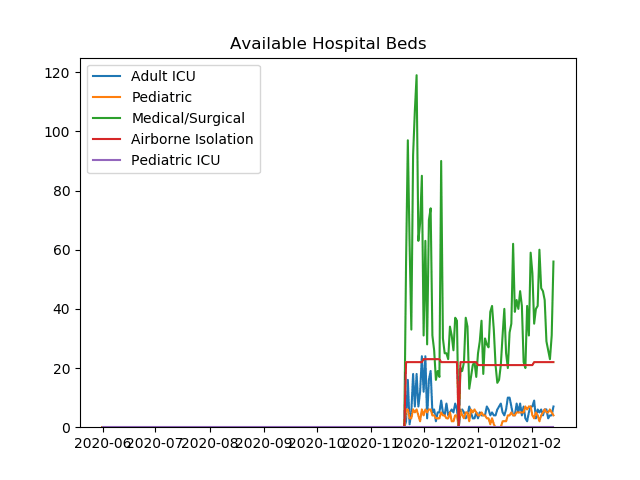 Available Hospital Beds
120
100
80
60
40
20
0
Adult ICU
Pediatric
Medical/Surgical
Airborne Isolation
Pediatric ICU
2020-06 2020-07 2020-08 2020-09 2020-10 2020-11 2020-12 2021-01 2021-02